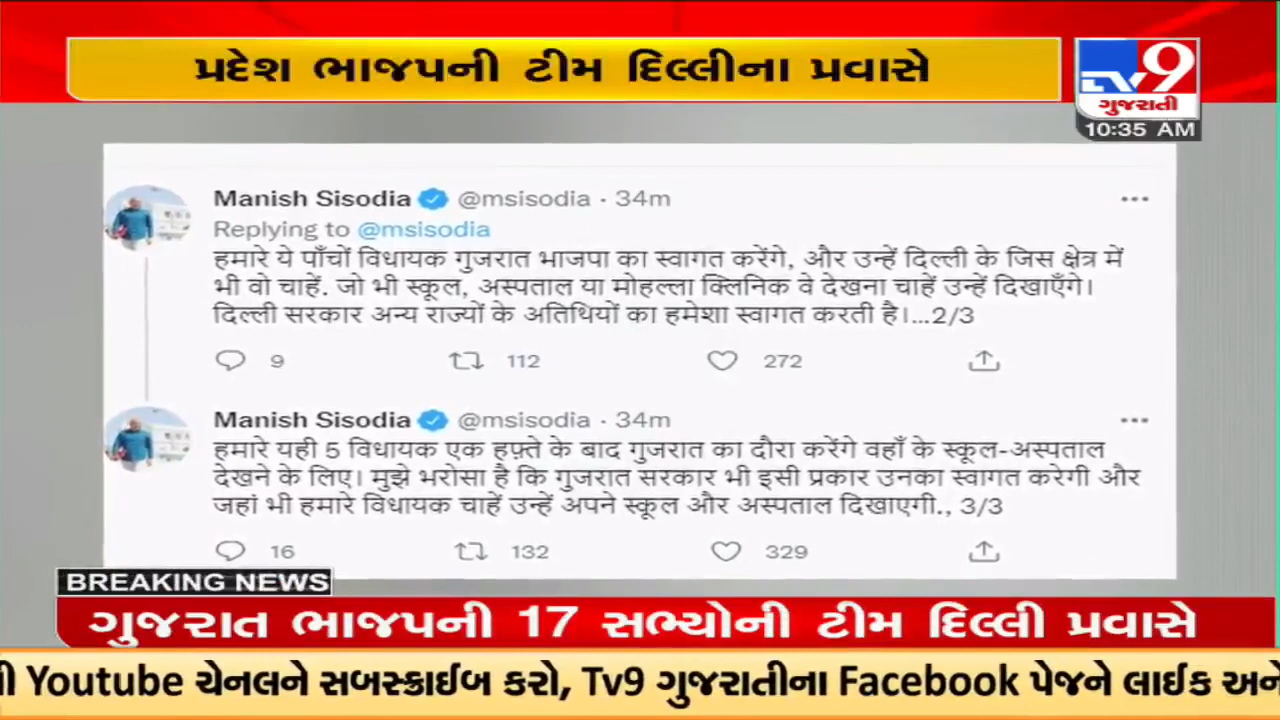 પ્રદેશ ભાજપની ટીમ દિલ્લીના પ્રવાસે
TV9
ગુજરાતી
10:35 AM
Manish Sisodia @msisodia · 34m
Replying to @msisodia
हमारे ये पाँचों विधायक गुजरात भाजपा का स्वागत करेंगे, और उन्हें दिल्ली के जिस क्षेत्र में
भी वो चाहें. जो भी स्कूल, अस्पताल या मोहल्ला क्लिनिक वे देखना चाहें उन्हें दिखाएँगे।
दिल्ली सरकार अन्य राज्यों के अतिथियों का हमेशा स्वागत करती है।...2/3
9 112 272
Manish Sisodia @msisodia · 34m
हमारे यही 5 विधायक एक हफ़्ते के बाद गुजरात का दौरा करेंगे वहाँ के स्कूल-अस्पताल
देखने के लिए। मुझे भरोसा है कि गुजरात सरकार भी इसी प्रकार उनका स्वागत करेगी और
जहां भी हमारे विधायक चाहें उन्हें अपने स्कूल और अस्पताल दिखाएगी., 3/3
16 132 329
BREAKING NEWS
ગુજરાત ભાજપની 17 સભ્યોની ટીમ દિલ્લી પ્રવાસે
Youtube ચેનલને સબસ્ક્રાઈબ કરો, Tv9 ગુજરાતીના Facebook પેજને લાઈક અને